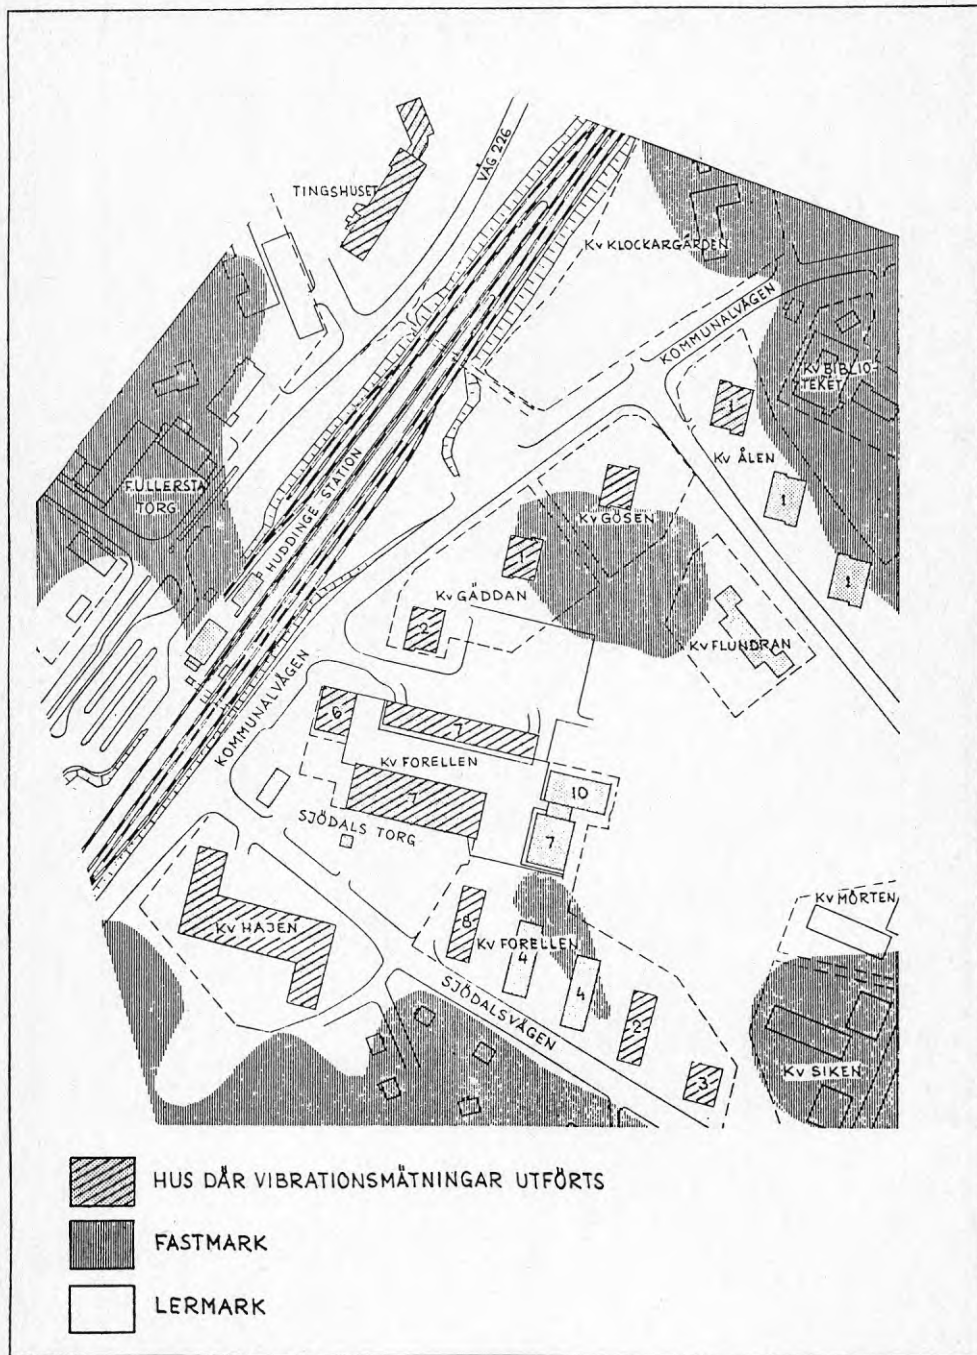 VÄG 226
TINGSHUSET
Kv KLOCKARGÅRDEN
KOMMUNALVÄGEN
Kv BIBLIO-
TEKET
1
Kv ÅLEN
1
1
FULLERSTA
TORG
HUDDINGE STATION
Kv GÖSEN
1
Kv GÄDDAN
2
Kv FLUNDRAN
KOMMUNALVÄGEN
6
7
Kv FORELLEN
7
10
7
SJÖDALS TORG
Kv HAJEN
8
Kv FORELLEN
4
4
2
3
SJÖDALSVÄGEN
Kv MÖRTEN
Kv SIKEN
HUS DÄR VIBRATIONSMÄTNINGAR UTFÖRTS
FASTMARK
LERMARK